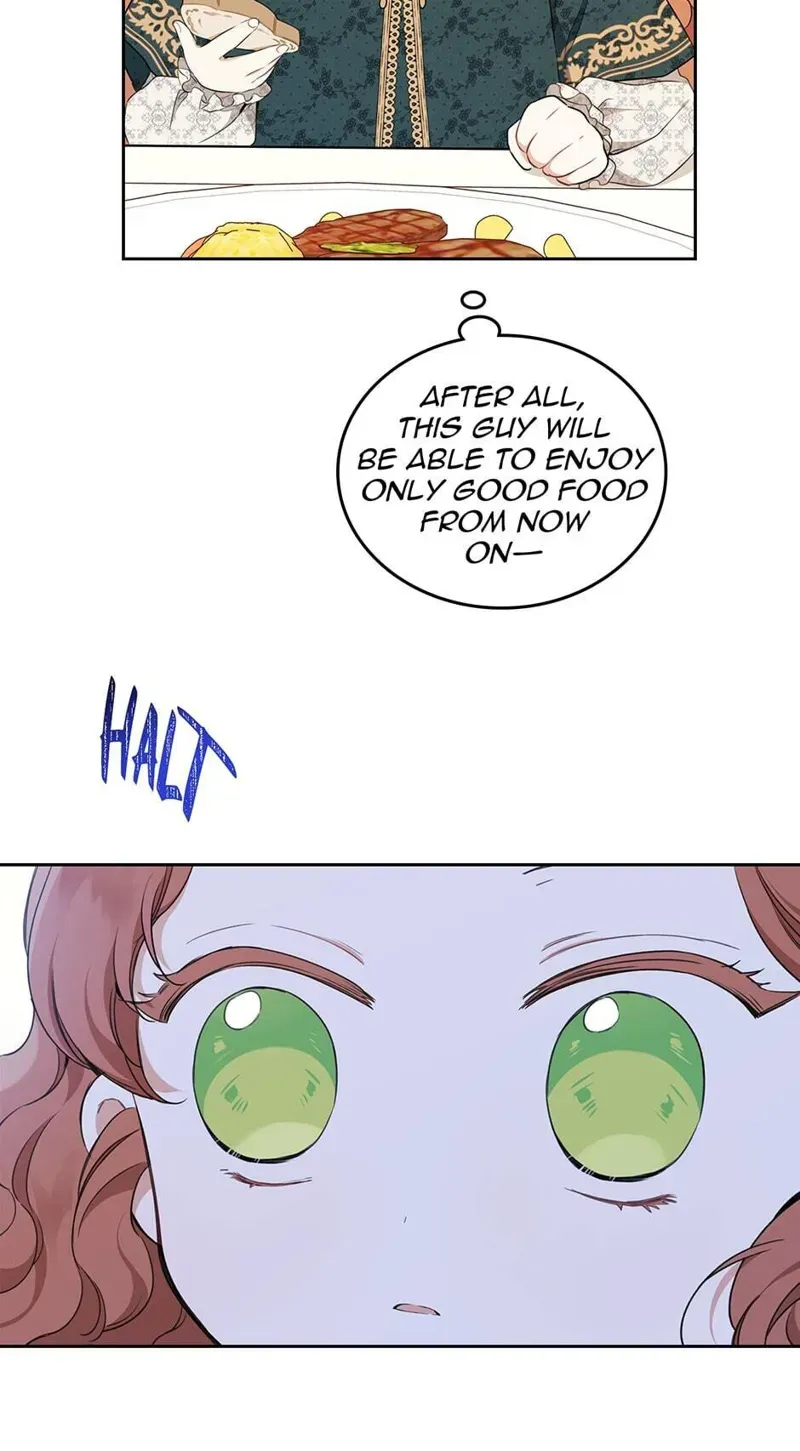 AFTER ALL,
THIS GUY WILL
BE ABLE TO ENJOY
ONLY GOOD FOOD
FROM NOW
ON—
HALT